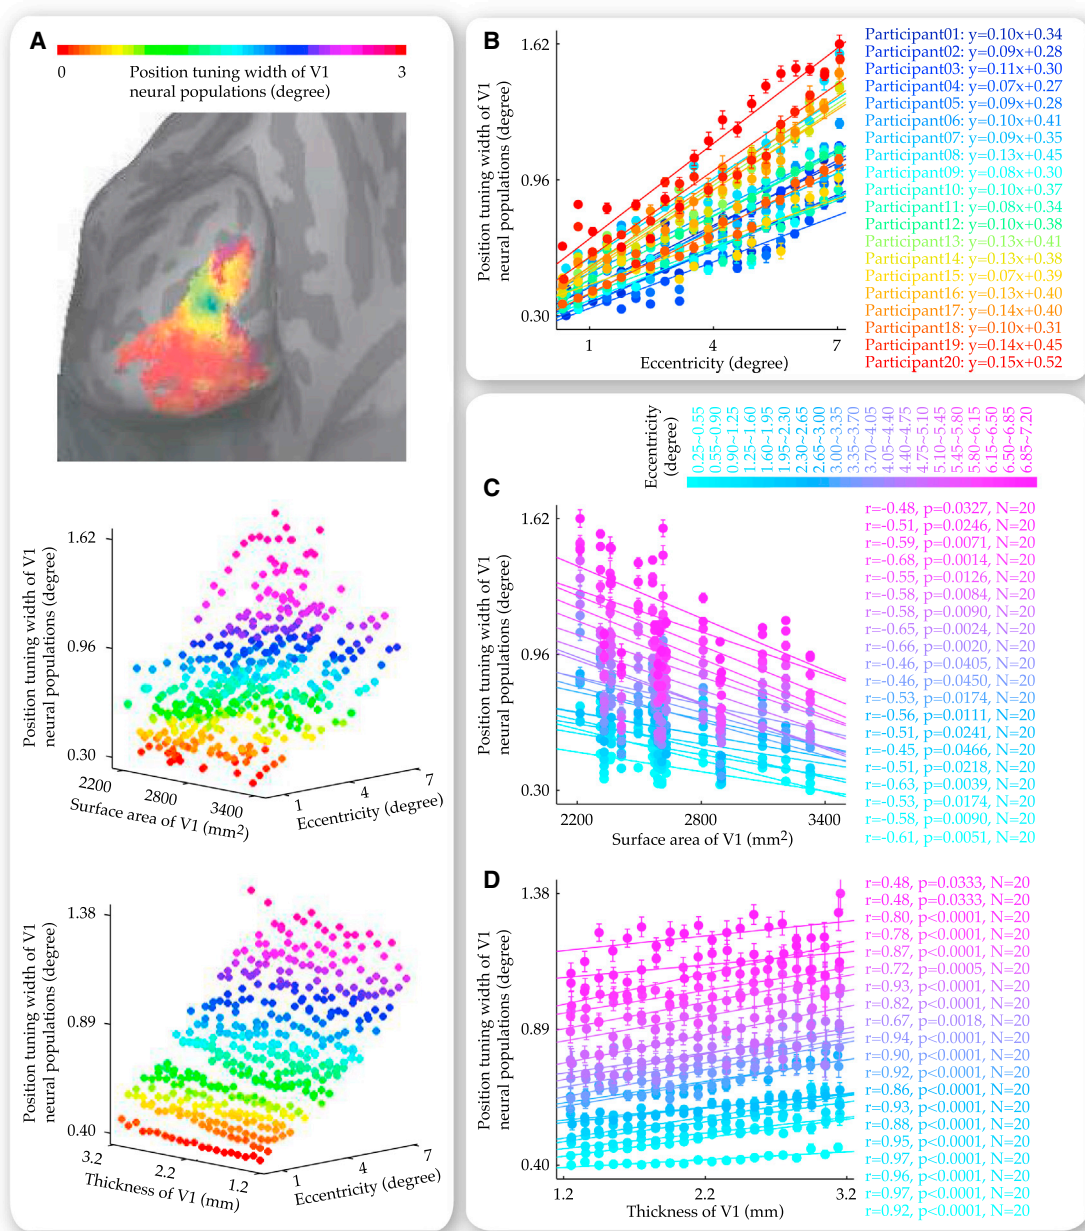 A
0
3
Position tuning width of V1
neural populations (degree)
Position tuning width of V1
neural populations (degree)
1.62
0.96
0.30
2200
2800
3400
Surface area of V1 (mm2)
1
4
7
Eccentricity (degree)
Position tuning width of V1
neural populations (degree)
1.38
0.89
0.40
3.2
2.2
1.2
Thickness of V1 (mm)
1
4
7
Eccentricity (degree)
B
Position tuning width of V1
neural populations (degree)
1.62
0.96
0.30
1
4
7
Eccentricity (degree)
Participant01: y=0.10x+0.34
Participant02: y=0.09x+0.28
Participant03: y=0.11x+0.30
Participant04: y=0.07x+0.27
Participant05: y=0.09x+0.28
Participant06: y=0.10x+0.41
Participant07: y=0.09x+0.35
Participant08: y=0.13x+0.45
Participant09: y=0.08x+0.30
Participant10: y=0.10x+0.37
Participant11: y=0.08x+0.34
Participant12: y=0.10x+0.38
Participant13: y=0.13x+0.41
Participant14: y=0.13x+0.38
Participant15: y=0.07x+0.39
Participant16: y=0.13x+0.40
Participant17: y=0.14x+0.40
Participant18: y=0.10x+0.31
Participant19: y=0.14x+0.45
Participant20: y=0.15x+0.52
C
Eccentricity
(degree)
0.25~0.55
0.55~0.90
0.90~1.25
1.25~1.60
1.60~1.95
1.95~2.30
2.30~2.65
2.65~3.00
3.00~3.35
3.35~3.70
3.70~4.05
4.05~4.40
4.40~4.75
4.75~5.10
5.10~5.45
5.45~5.80
5.80~6.15
6.15~6.50
6.50~6.85
6.85~7.20
Position tuning width of V1
neural populations (degree)
1.62
0.96
0.30
2200
2800
3400
Surface area of V1 (mm²)
r=-0.48, p=0.0327, N=20
r=-0.51, p=0.0246, N=20
r=-0.59, p=0.0071, N=20
r=-0.68, p=0.0014, N=20
r=-0.55, p=0.0126, N=20
r=-0.58, p=0.0084, N=20
r=-0.58, p=0.0090, N=20
r=-0.65, p=0.0024, N=20
r=-0.66, p=0.0020, N=20
r=-0.46, p=0.0405, N=20
r=-0.46, p=0.0450, N=20
r=-0.53, p=0.0174, N=20
r=-0.56, p=0.0111, N=20
r=-0.51, p=0.0241, N=20
r=-0.45, p=0.0466, N=20
r=-0.51, p=0.0218, N=20
r=-0.63, p=0.0039, N=20
r=-0.53, p=0.0174, N=20
r=-0.58, p=0.0090, N=20
r=-0.61, p=0.0051, N=20
D
Position tuning width of V1
neural populations (degree)
1.38
0.89
0.40
1.2
2.2
3.2
Thickness of V1 (mm)
r=0.48, p=0.0333, N=20
r=0.48, p=0.0333, N=20
r=0.80, p<0.0001, N=20
r=0.78, p<0.0001, N=20
r=0.87, p<0.0001, N=20
r=0.72, p=0.0005, N=20
r=0.93, p<0.0001, N=20
r=0.82, p<0.0001, N=20
r=0.67, p=0.0018, N=20
r=0.94, p<0.0001, N=20
r=0.90, p<0.0001, N=20
r=0.92, p<0.0001, N=20
r=0.86, p<0.0001, N=20
r=0.93, p<0.0001, N=20
r=0.88, p<0.0001, N=20
r=0.95, p<0.0001, N=20
r=0.97, p<0.0001, N=20
r=0.96, p<0.0001, N=20
r=0.97, p<0.0001, N=20
r=0.92, p<0.0001, N=20